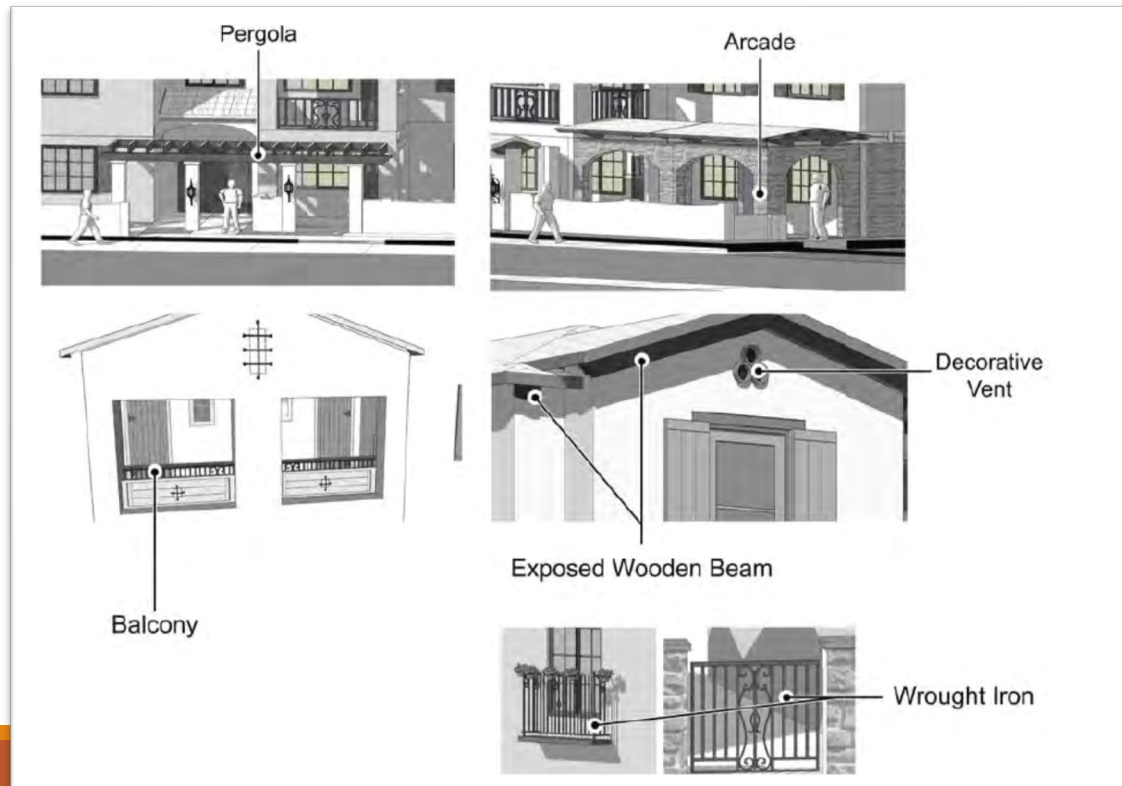 Pergola
Arcade
Decorative
Vent
Exposed Wooden Beam
Balcony
Wrought Iron